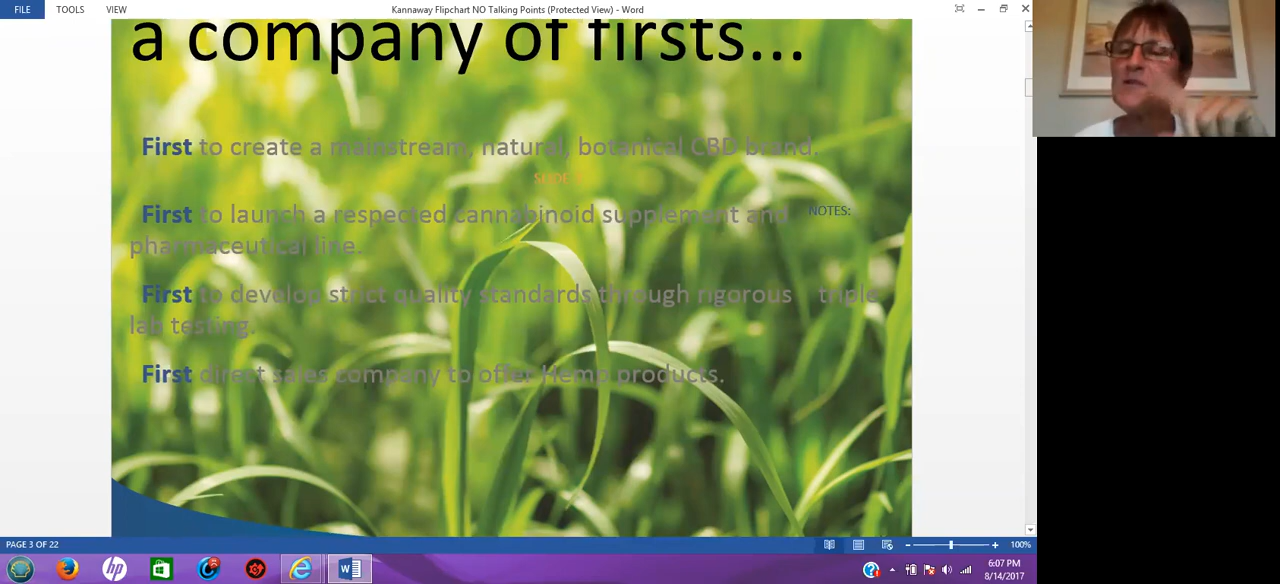 FILE TOOLS VIEW Kannaway Flipchart NO Talking Points (Protected View) - Word
a company of firsts...
First to create a mainstream, natural, botanical CBD brand.
SLIDE
First to launch a respected cannabinoid supplement and
NOTES:
pharmaceutical line.
First to develop strict quality standards through rigorous triple
lab testing.
First direct sales company to offer Hemp products.
PAGE 3 OF 22
100%
hp
6:07 PM
8/14/2017